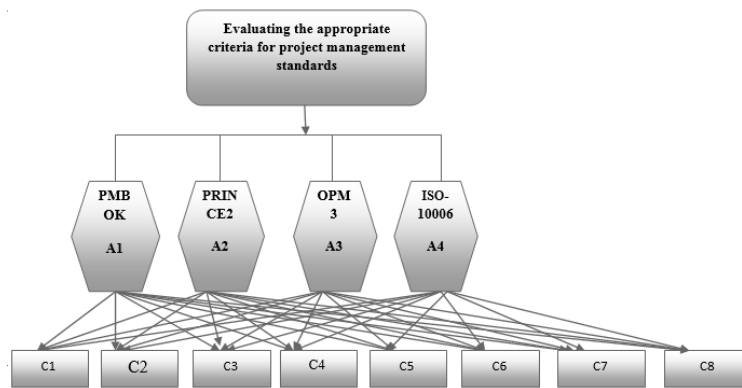 Evaluating the appropriate
criteria for project management
standards
PMB
OK
A1
PRIN
CE2
A2
OPM
3
A3
ISO-
10006
A4
C1
C2
C3
C4
C5
C6
C7
C8